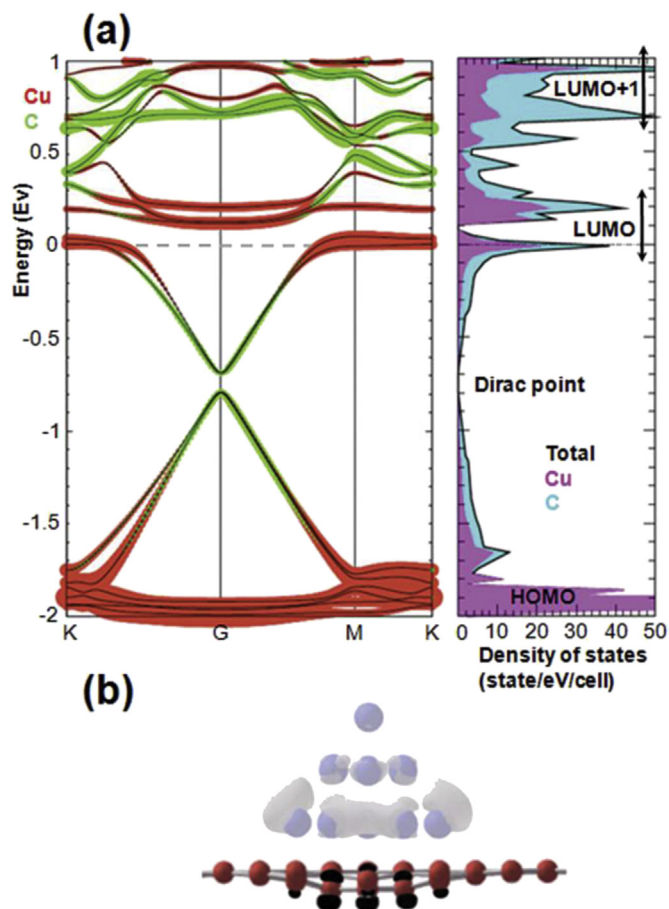 (a)
1
Cu
C
0.5
0
-0.5
-1
-1.5
-2
Energy (Ev)
K
G
M
K
LUMO+1
LUMO
Dirac point
Total
Cu
C
HOMO
0 10 20 30 40 50
Density of states
(state/eV/cell)
(b)